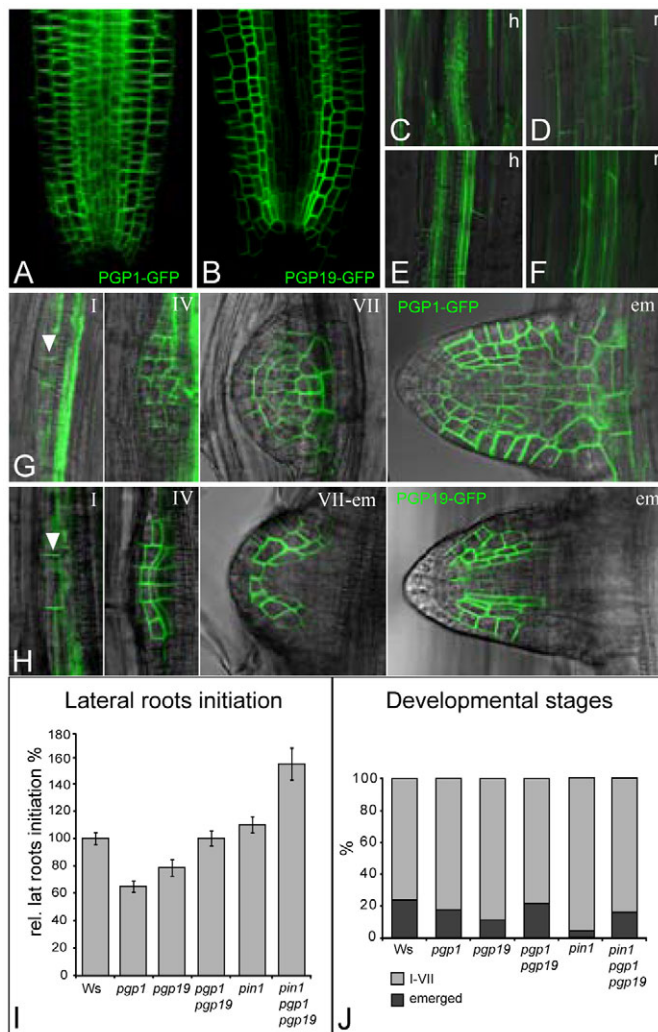 h
A
PGP1-GFP
B
PGP19-GFP
C
D
h
E
F
I
IV
VII
PGP1-GFP
em
G
I
IV
VII-em
PGP19-GFP
em
H
Lateral roots initiation
rel. lat roots initiation %
180.
160
140
120
100
80
60
40
20
0
Ws
pgp1
pgp19
pgp1
pgp19
pin1
pin1
pgp1
pgp19
I
Developmental stages
%
100
80
60
40
20
0
Ws
pgp1
pgp19
pgp1
pgp19
pin1
pin1
pgp1
pgp19
I-VII
emerged
J